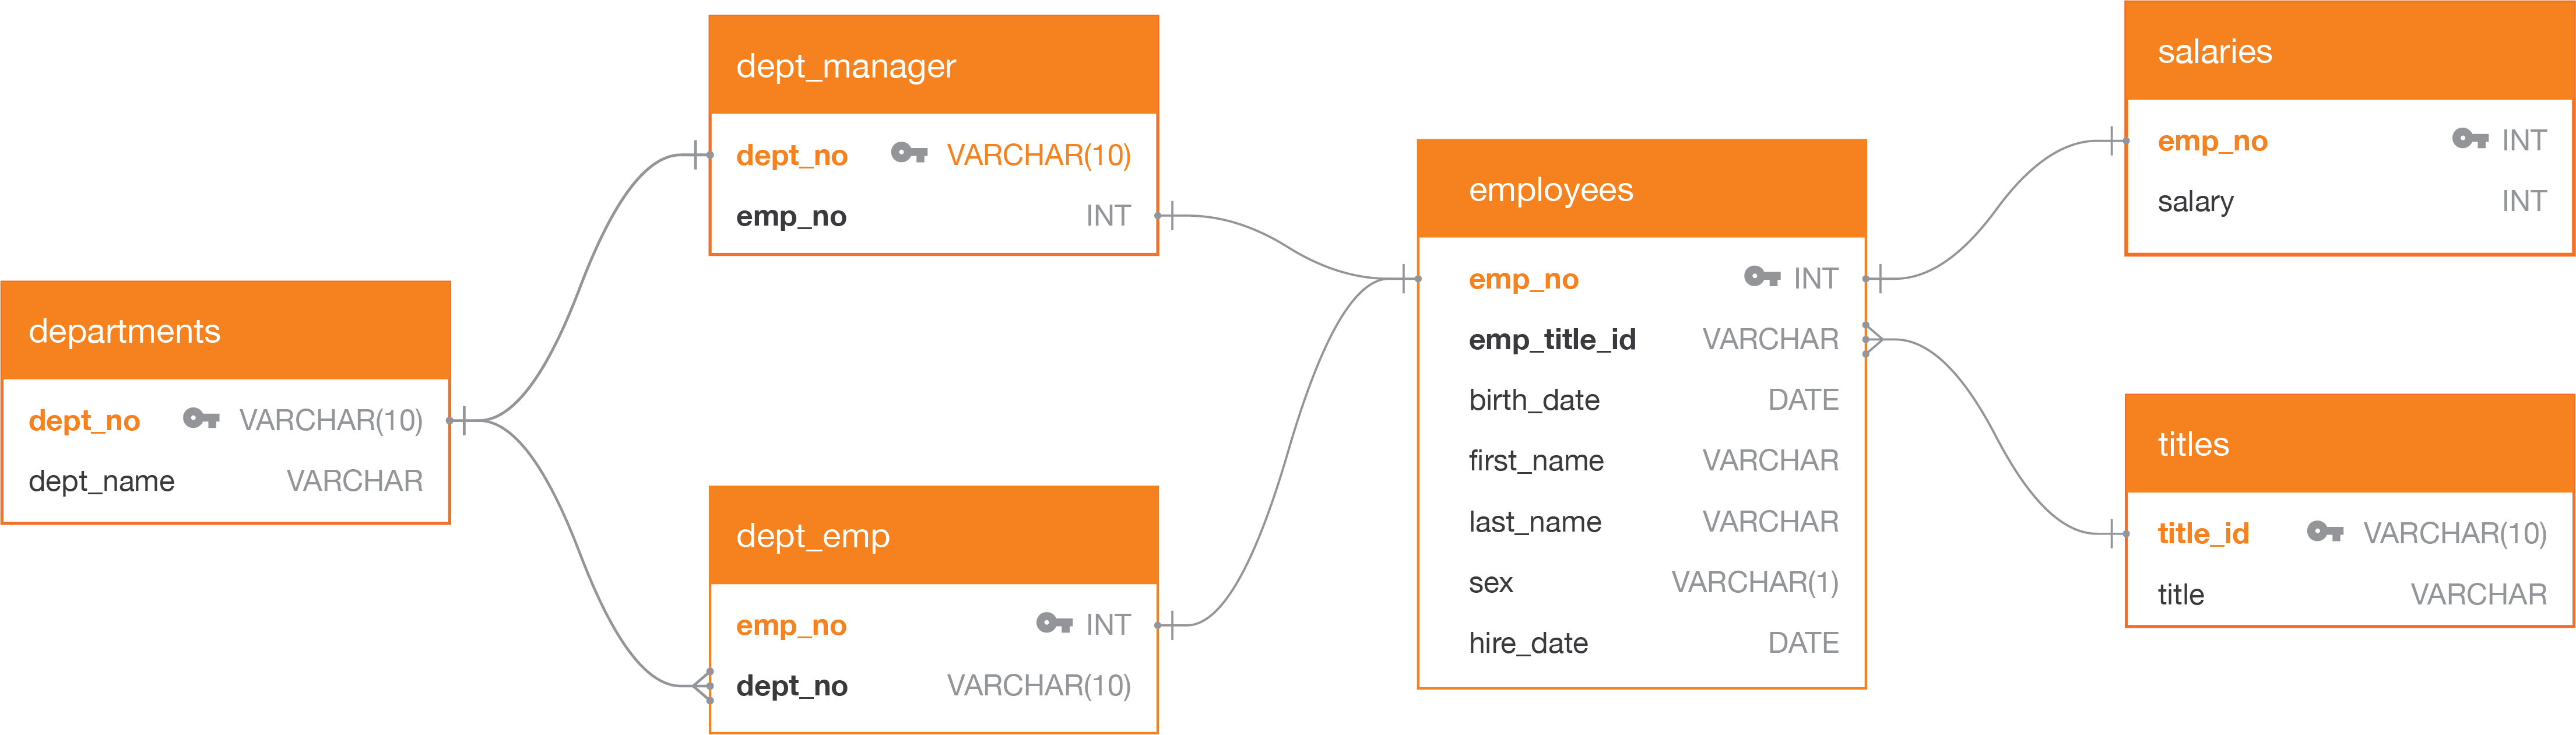 departments
dept_no VARCHAR(10)
dept_name VARCHAR
dept_manager
dept_no VARCHAR(10)
emp_no INT
dept_emp
emp_no INT
dept_no VARCHAR(10)
employees
emp_no INT
emp_title_id VARCHAR
birth_date DATE
first_name VARCHAR
last_name VARCHAR
sex VARCHAR(1)
hire_date DATE
salaries
emp_no INT
salary INT
titles
title_id VARCHAR(10)
title VARCHAR